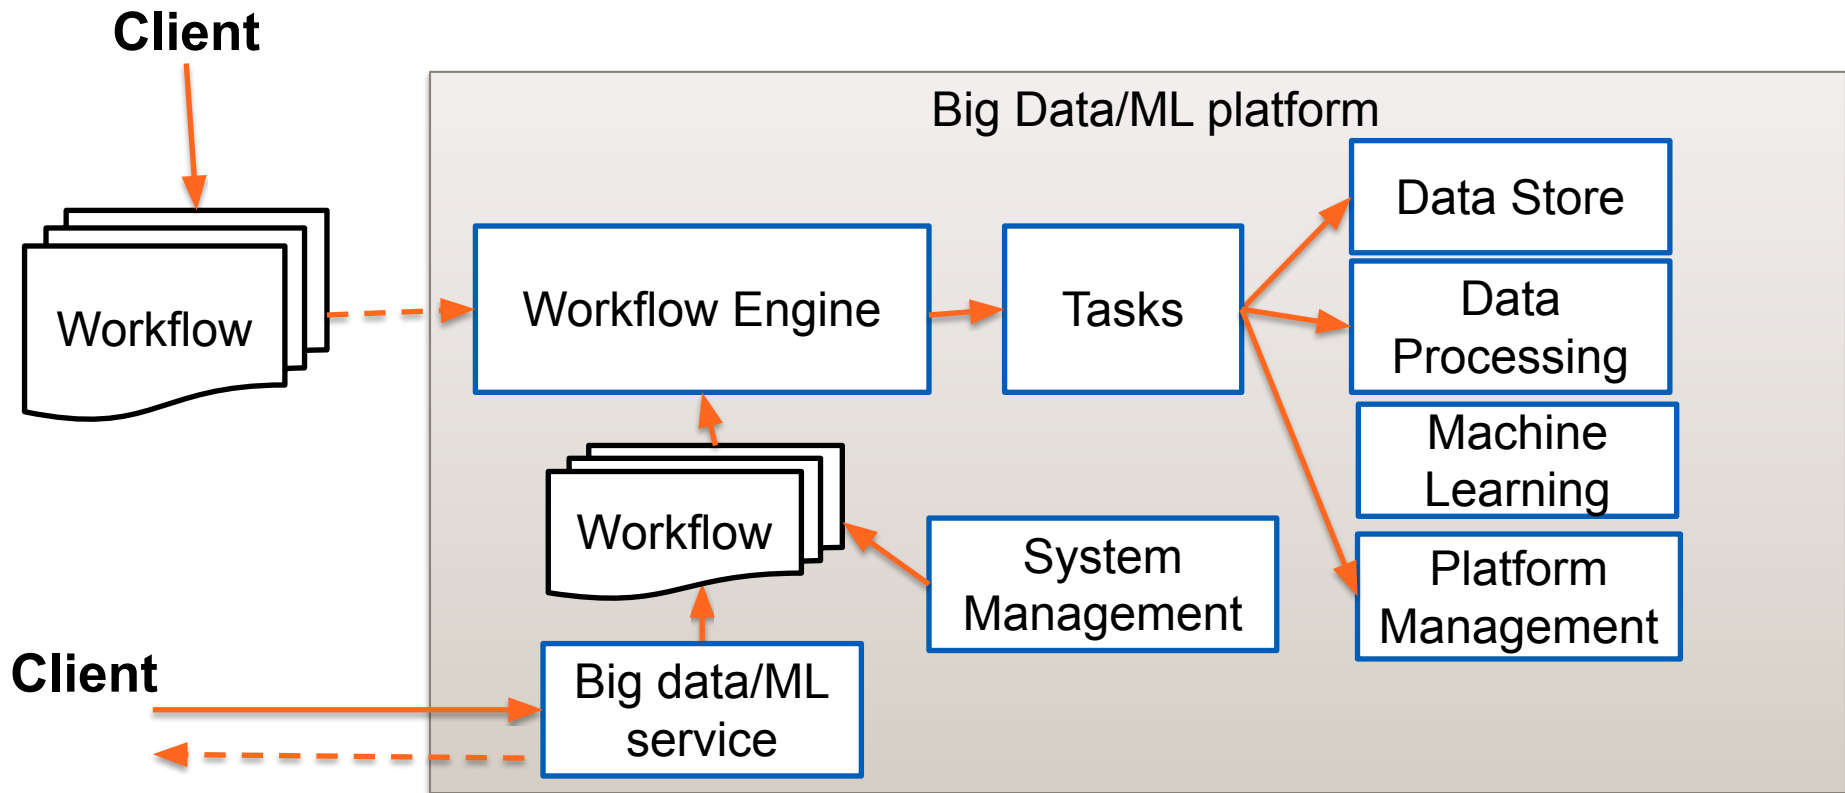 Client
Big Data/ML platform
Data Store
Workflow
Workflow Engine
Tasks
Data
Processing
Machine
Learning
Workflow
System
Management
Platform
Management
Client
Big data/ML
service